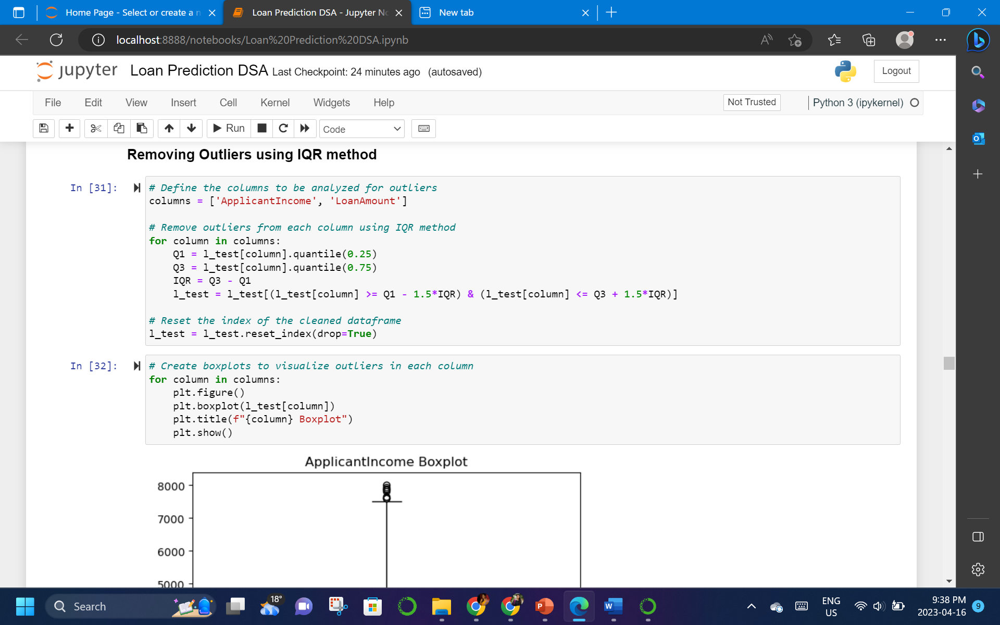 Home Page - Select or create a n
Loan Prediction DSA - Jupyter No
New tab
localhost:8888/notebooks/Loan%20Prediction%20DSA.ipynb
jupyter Loan Prediction DSA Last Checkpoint: 24 minutes ago (autosaved)
Logout
File Edit View Insert Cell Kernel Widgets Help
Not Trusted
Python 3 (ipykernel)
Run
Code
Removing Outliers using IQR method
In [31]:
# Define the columns to be analyzed for outliers
columns = ['ApplicantIncome', 'LoanAmount']
# Remove outliers from each column using IQR method
for column in columns:
    Q1 = l_test[column].quantile(0.25)
    Q3 = l_test[column].quantile(0.75)
    IQR = Q3 - Q1
    l_test = l_test[(l_test[column] >= Q1 - 1.5*IQR) & (l_test[column] <= Q3 + 1.5*IQR)]
# Reset the index of the cleaned dataframe
l_test = l_test.reset_index(drop=True)
In [32]:
# Create boxplots to visualize outliers in each column
for column in columns:
    plt.figure()
    plt.boxplot(l_test[column])
    plt.title(f"{column} Boxplot")
    plt.show()
ApplicantIncome Boxplot
8000
7000
6000
5000
Search
18°
ENG
US
9:38 PM
2023-04-16
9